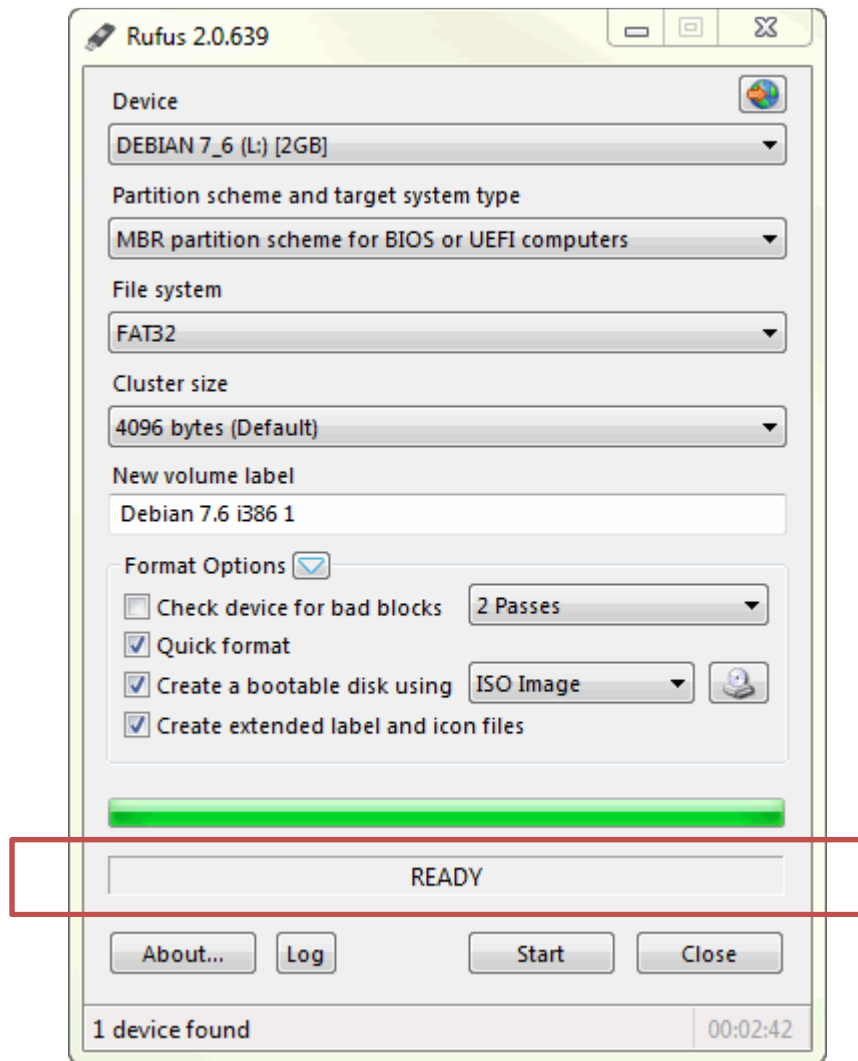 Rufus 2.0.639
Device
DEBIAN 7_6 (L:) [2GB]
Partition scheme and target system type
MBR partition scheme for BIOS or UEFI computers
File system
FAT32
Cluster size
4096 bytes (Default)
New volume label
Debian 7.6 i386 1
Format Options
Check device for bad blocks 2 Passes
Quick format
Create a bootable disk using ISO Image
Create extended label and icon files
READY
About... Log Start Close
1 device found 00:02:42